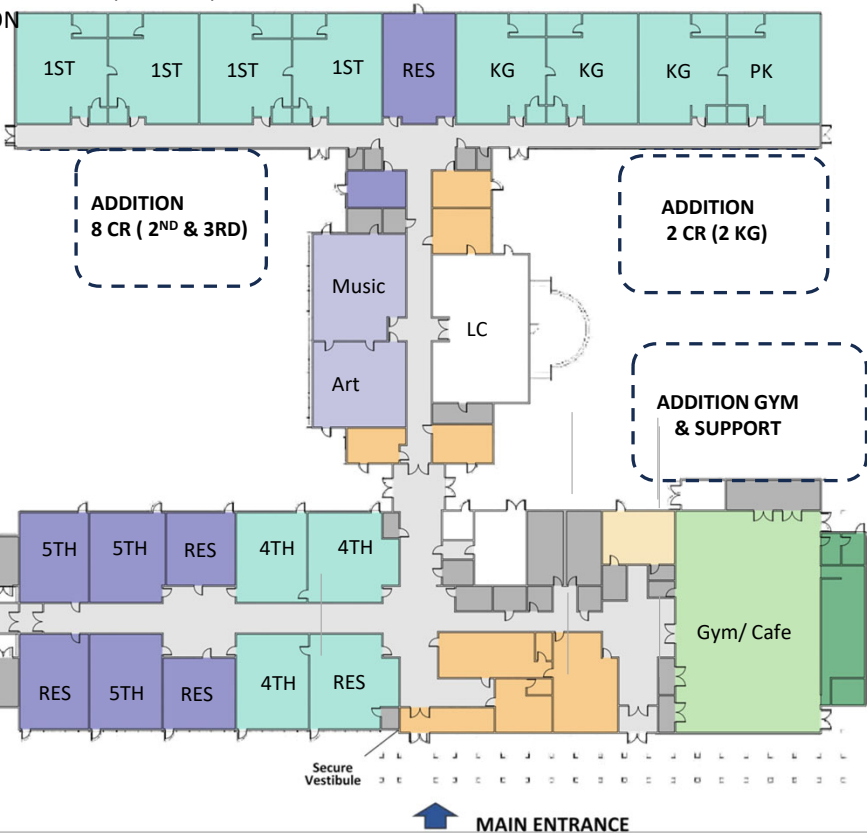 ON
1ST 1ST 1ST 1ST RES KG KG KG PK
ADDITION
8 CR ( 2ND & 3RD)
ADDITION
2 CR (2 KG)
Music
LC
Art
ADDITION GYM
& SUPPORT
5TH 5TH RES 4TH 4TH
Gym/ Cafe
RES 5TH RES 4TH RES
Secure
Vestibule
MAIN ENTRANCE